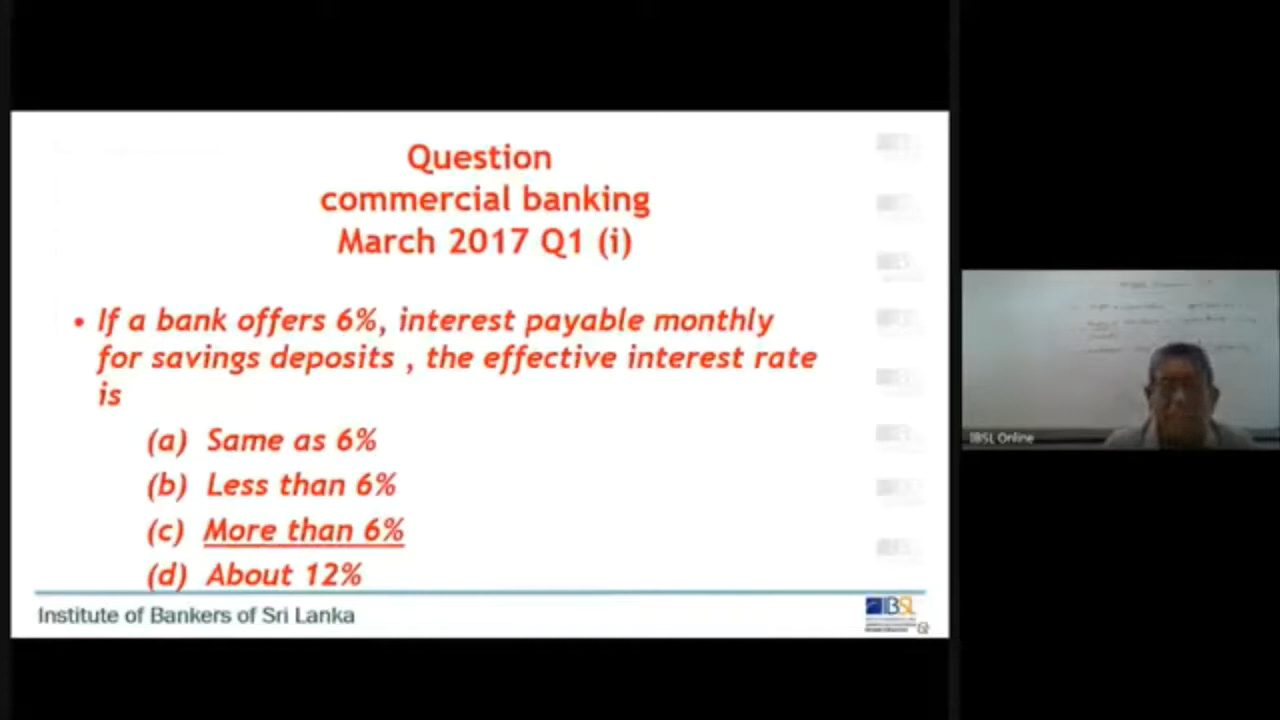 Question
commercial banking
March 2017 Q1 (i)
• If a bank offers 6%, interest payable monthly
for savings deposits , the effective interest rate
is
(a) Same as 6%
(b) Less than 6%
(c) More than 6%
(d) About 12%
Institute of Bankers of Sri Lanka
IBSL
IBSL Online